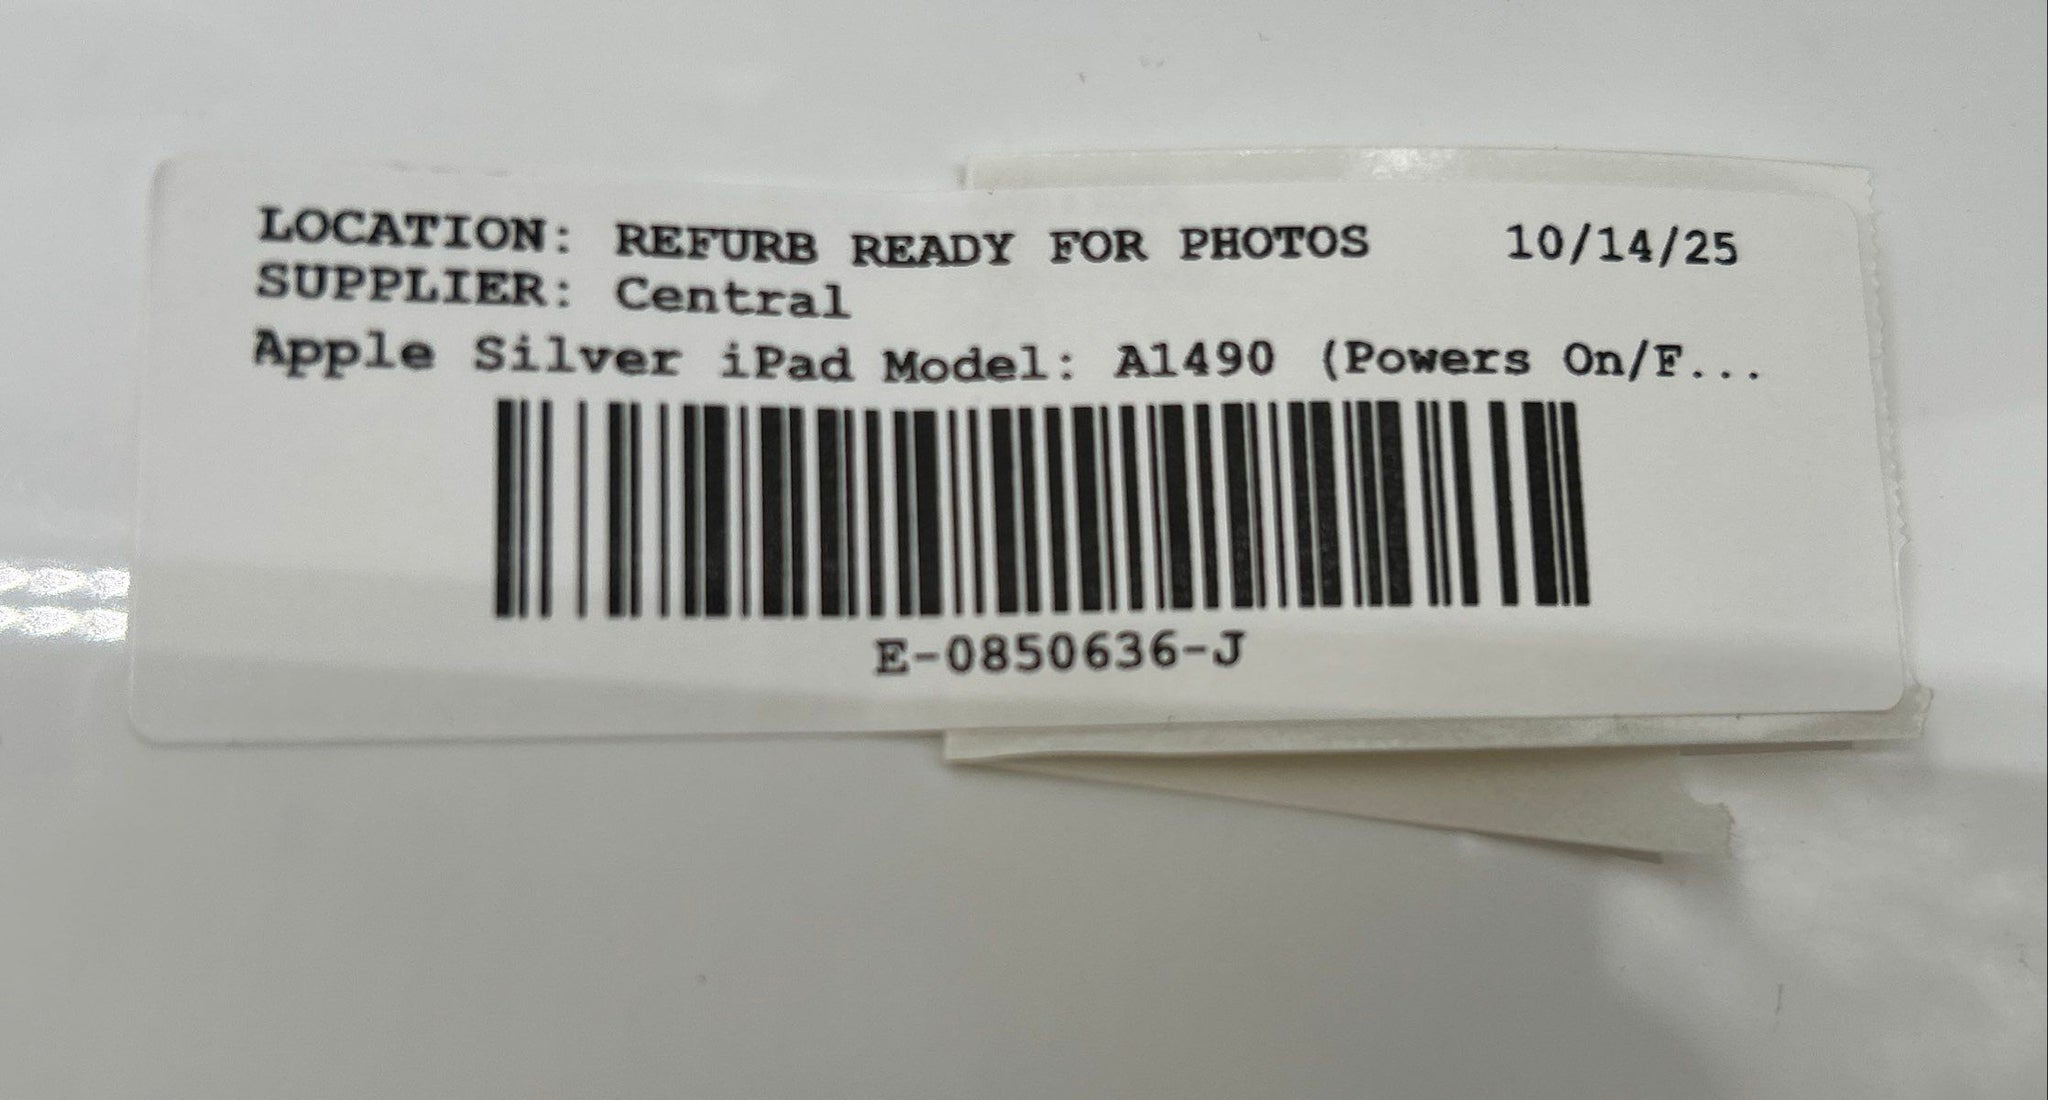 LOCATION: REFURB READY FOR PHOTOS 10/14/25
SUPPLIER: Central
Apple Silver iPad Model: A1490 (Powers On/F...
E-0850636-J